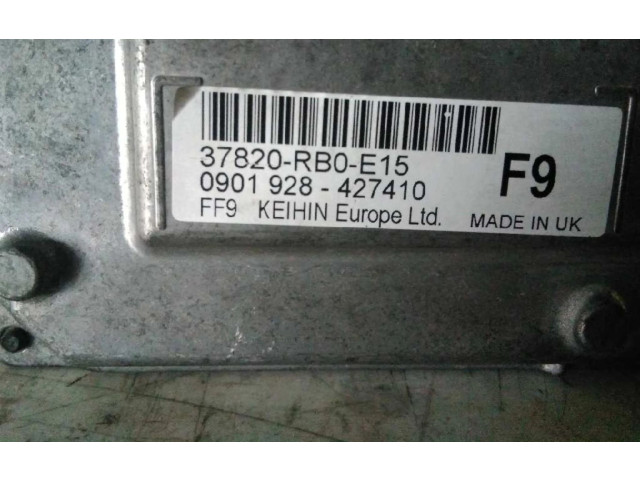 37820-RB0-E15
0901 928 - 427410
F9
FF9 KEIHIN Europe Ltd.
MADE IN UK